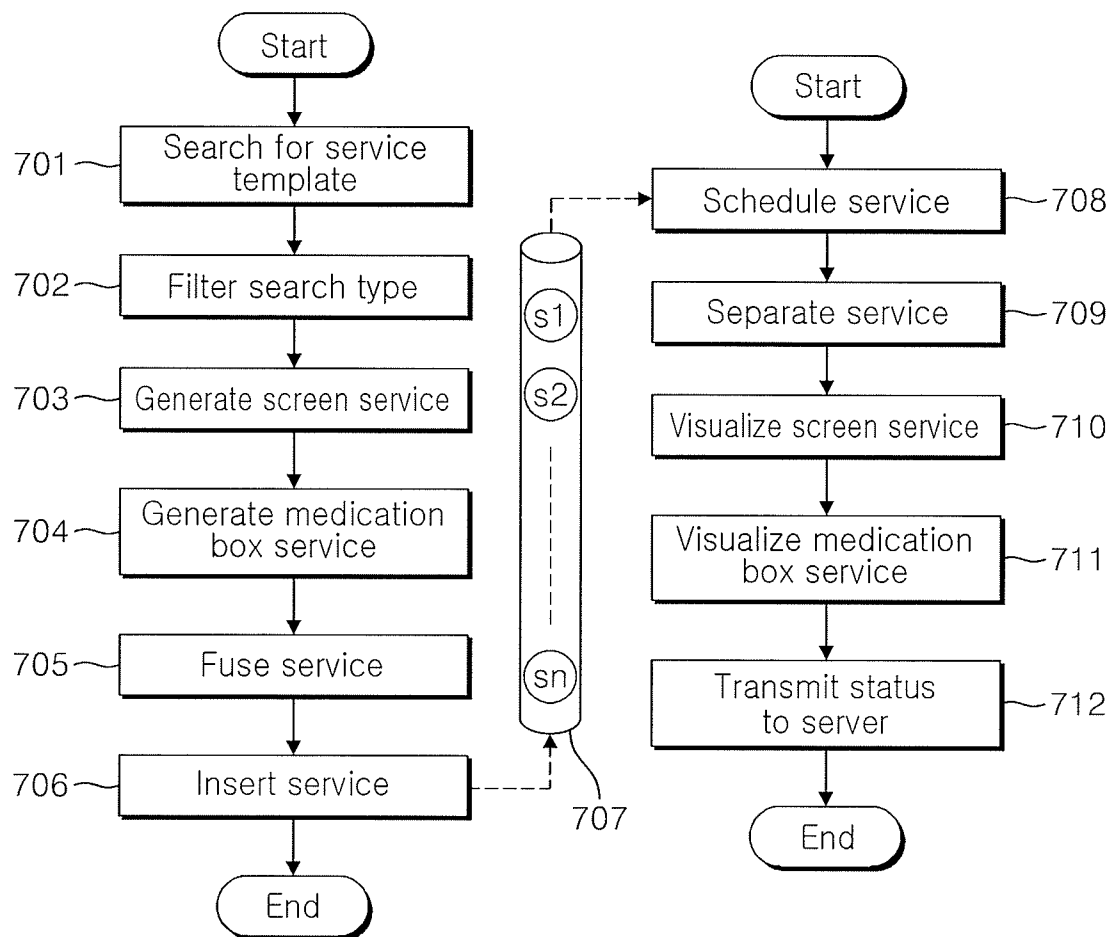 Start
701
Search for service
template
702
Filter search type
703
Generate screen service
704
Generate medication
box service
705
Fuse service
706
Insert service
End
s1
s2
sn
707
Start
Schedule service
708
Separate service
709
Visualize screen service
710
Visualize medication
box service
711
Transmit status
to server
712
End